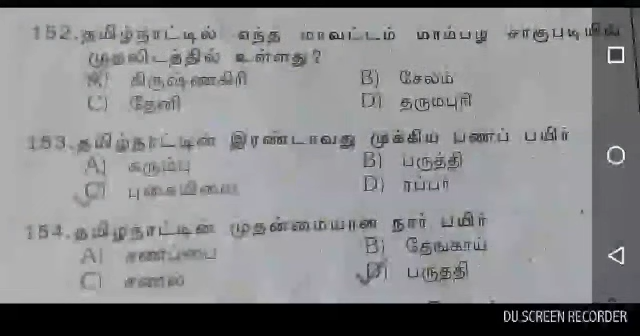 152. தமிழ்நாட்டில் எந்த மாவட்டம் மாம்பழ சாகுபடியில்
முதலிடத்தில் உள்ளது?
A) கிருஷ்ணகிரி B) சேலம்
C) தேனி D) தருமபுரி
153. தமிழ்நாட்டின் இரண்டாவது முக்கிய பணப் பயிர்
A) கரும்பு B) பருத்தி
C) புகையிலை D) ரப்பர்
154. தமிழ்நாட்டின் முதன்மையான நார் பயிர்
A) சணப்பை B) தேங்காய்
C) சணல் D) பருத்தி
DU SCREEN RECORDER